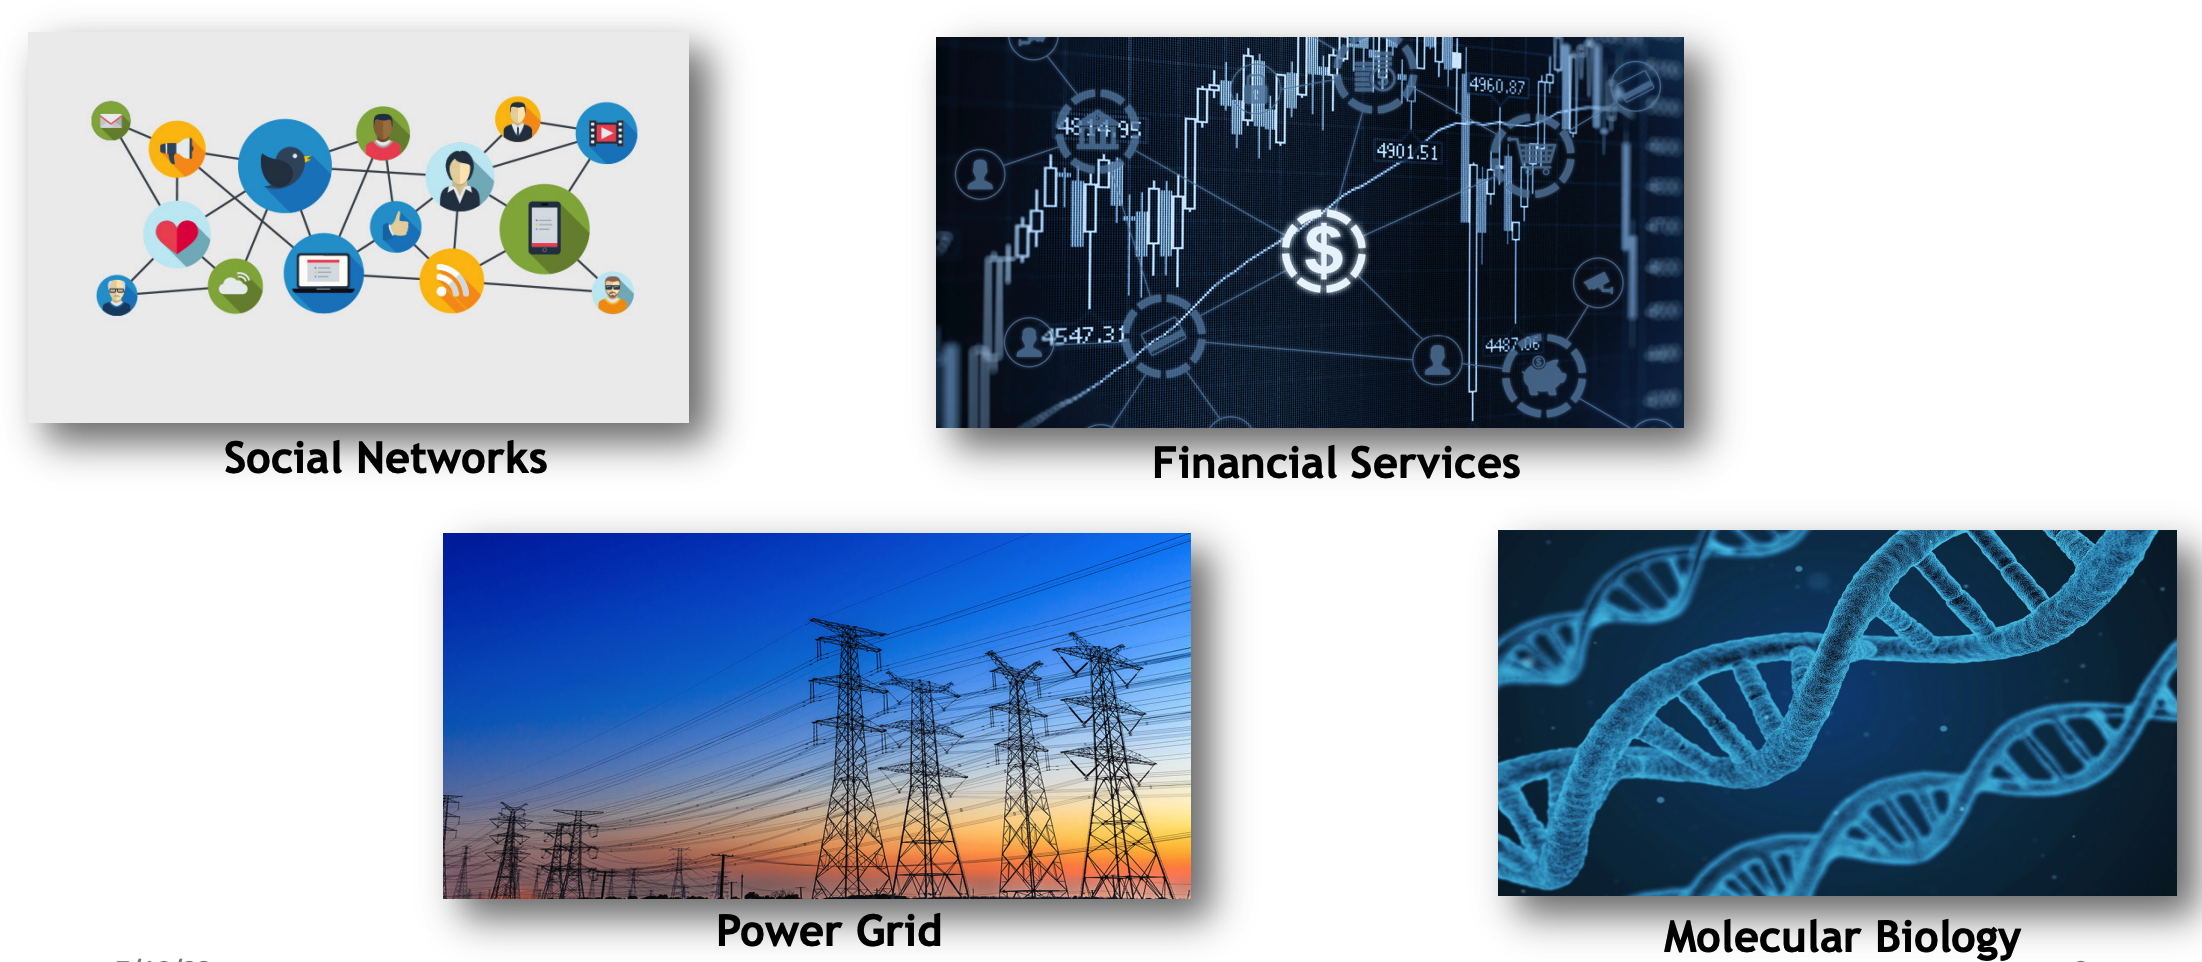 4960.87
4901.51
4547.31
4487.06
Social Networks
Financial Services
Power Grid
Molecular Biology